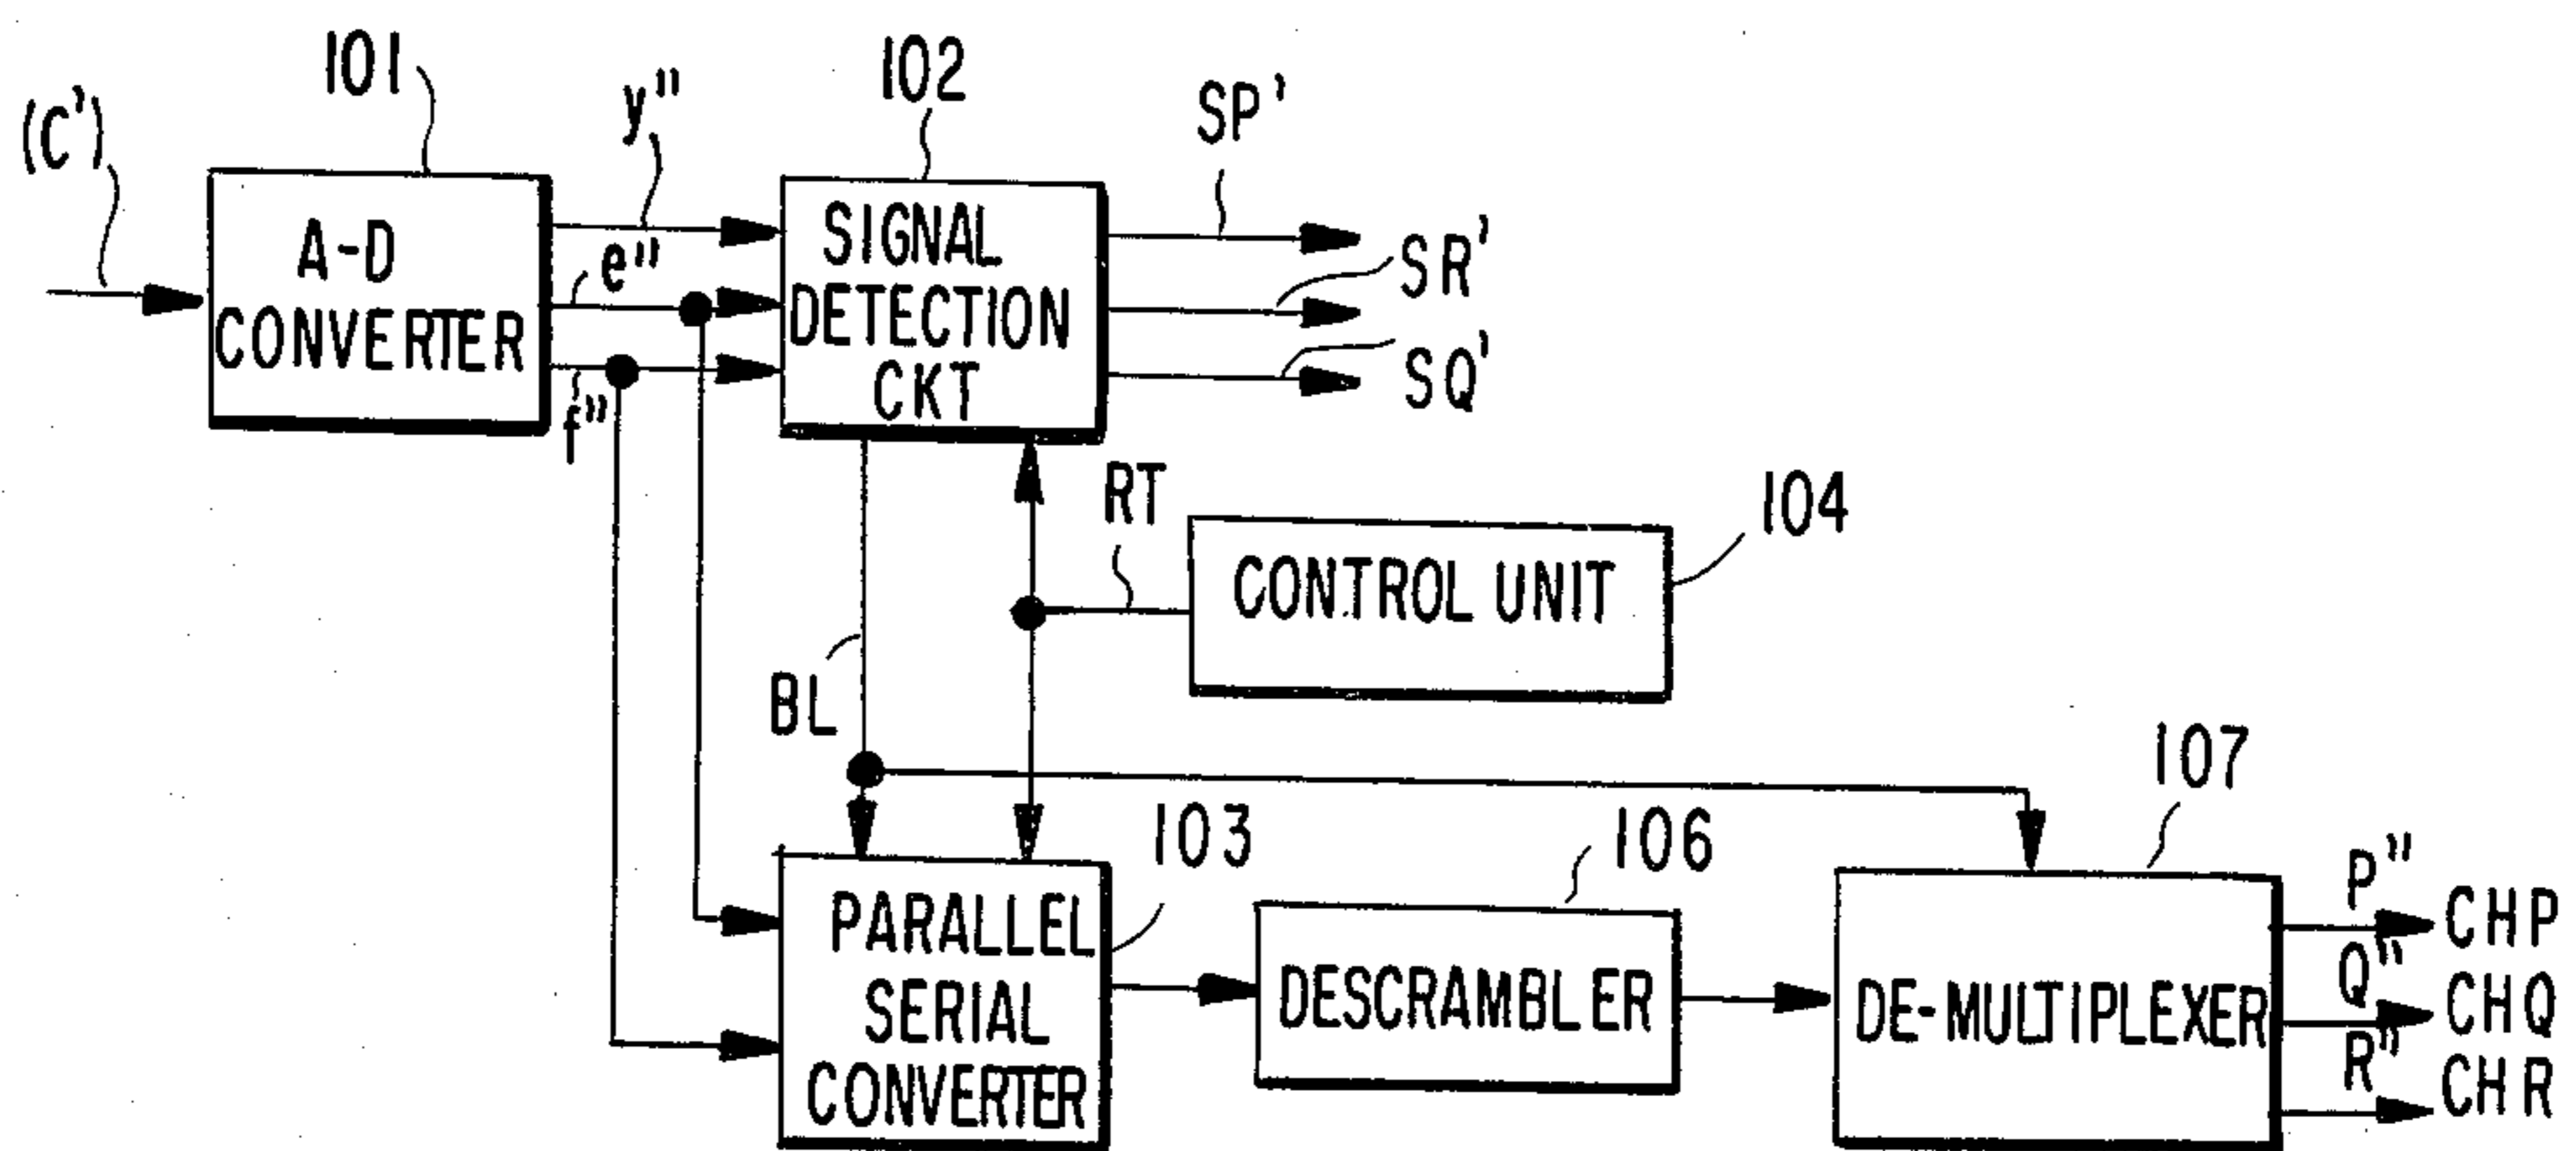 101
102
(C')
y"
SP'
A-D
CONVERTER
e"
f"
SIGNAL
DETECTION
CKT
SR'
SQ'
RT
104
CONTROL UNIT
BL
103
106
107
PARALLEL
SERIAL
CONVERTER
DESCRAMBLER
DE-MULTIPLEXER
P" CHP
Q" CHQ
R" CHR